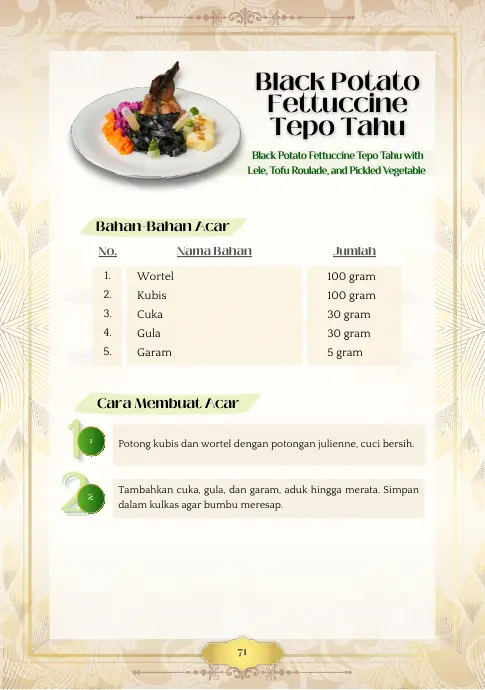 Black Potato
Fettuccine
Tepo Tahu
Black Potato Fettuccine Tepo Tahu with
Lele, Tofu Roulade, and Pickled Vegetable
Bahan-Bahan Acar
No. Nama Bahan Jumlah
1. Wortel 100 gram
2. Kubis 100 gram
3. Cuka 30 gram
4. Gula 30 gram
5. Garam 5 gram
Cara Membuat Acar
1 1 Potong kubis dan wortel dengan potongan julienne, cuci bersih.
2 2 Tambahkan cuka, gula, dan garam, aduk hingga merata. Simpan
dalam kulkas agar bumbu meresap.
71